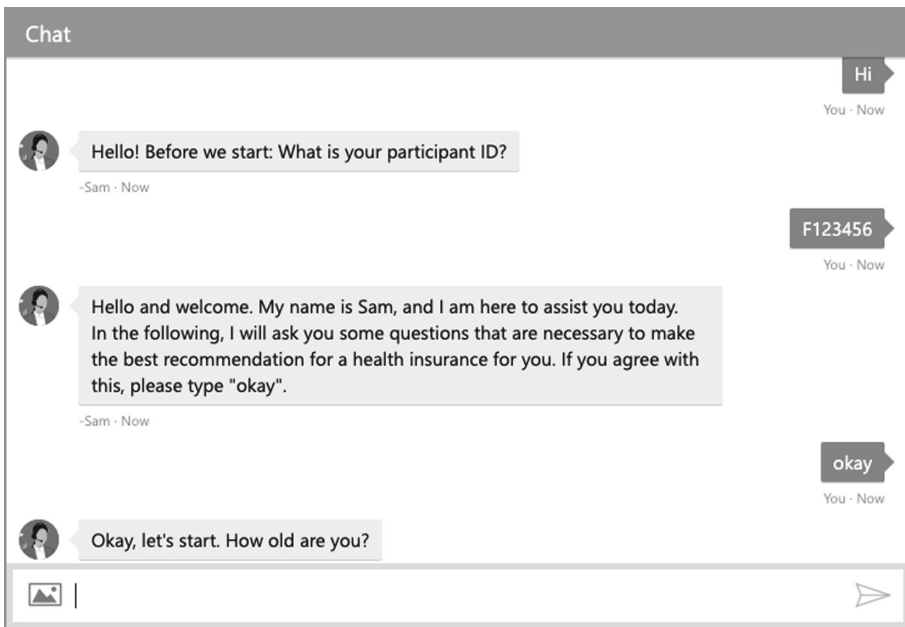 Chat
Hi
You · Now
Hello! Before we start: What is your participant ID?
-Sam · Now
F123456
You · Now
Hello and welcome. My name is Sam, and I am here to assist you today.
In the following, I will ask you some questions that are necessary to make
the best recommendation for a health insurance for you. If you agree with
this, please type "okay".
-Sam · Now
okay
You · Now
Okay, let's start. How old are you?